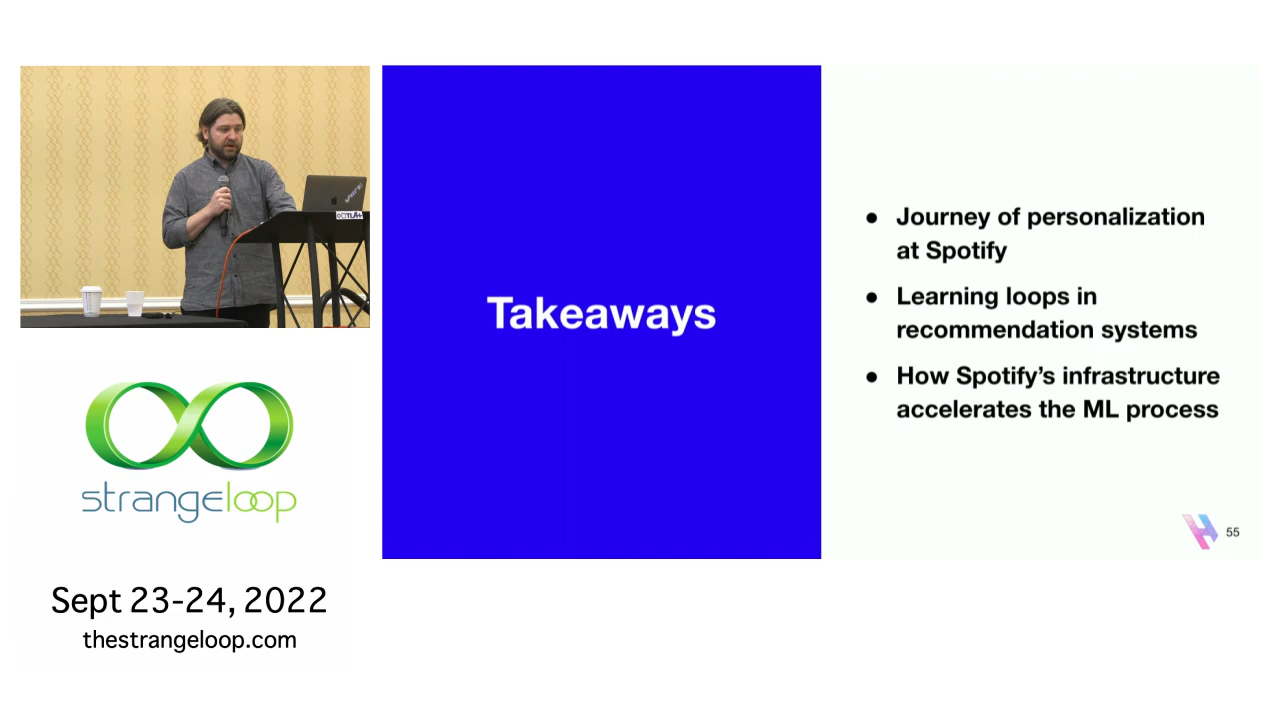 Takeaways
● Journey of personalization
at Spotify
● Learning loops in
recommendation systems
● How Spotify’s infrastructure
accelerates the ML process
55
strangeloop
Sept 23-24, 2022
thestrangeloop.com